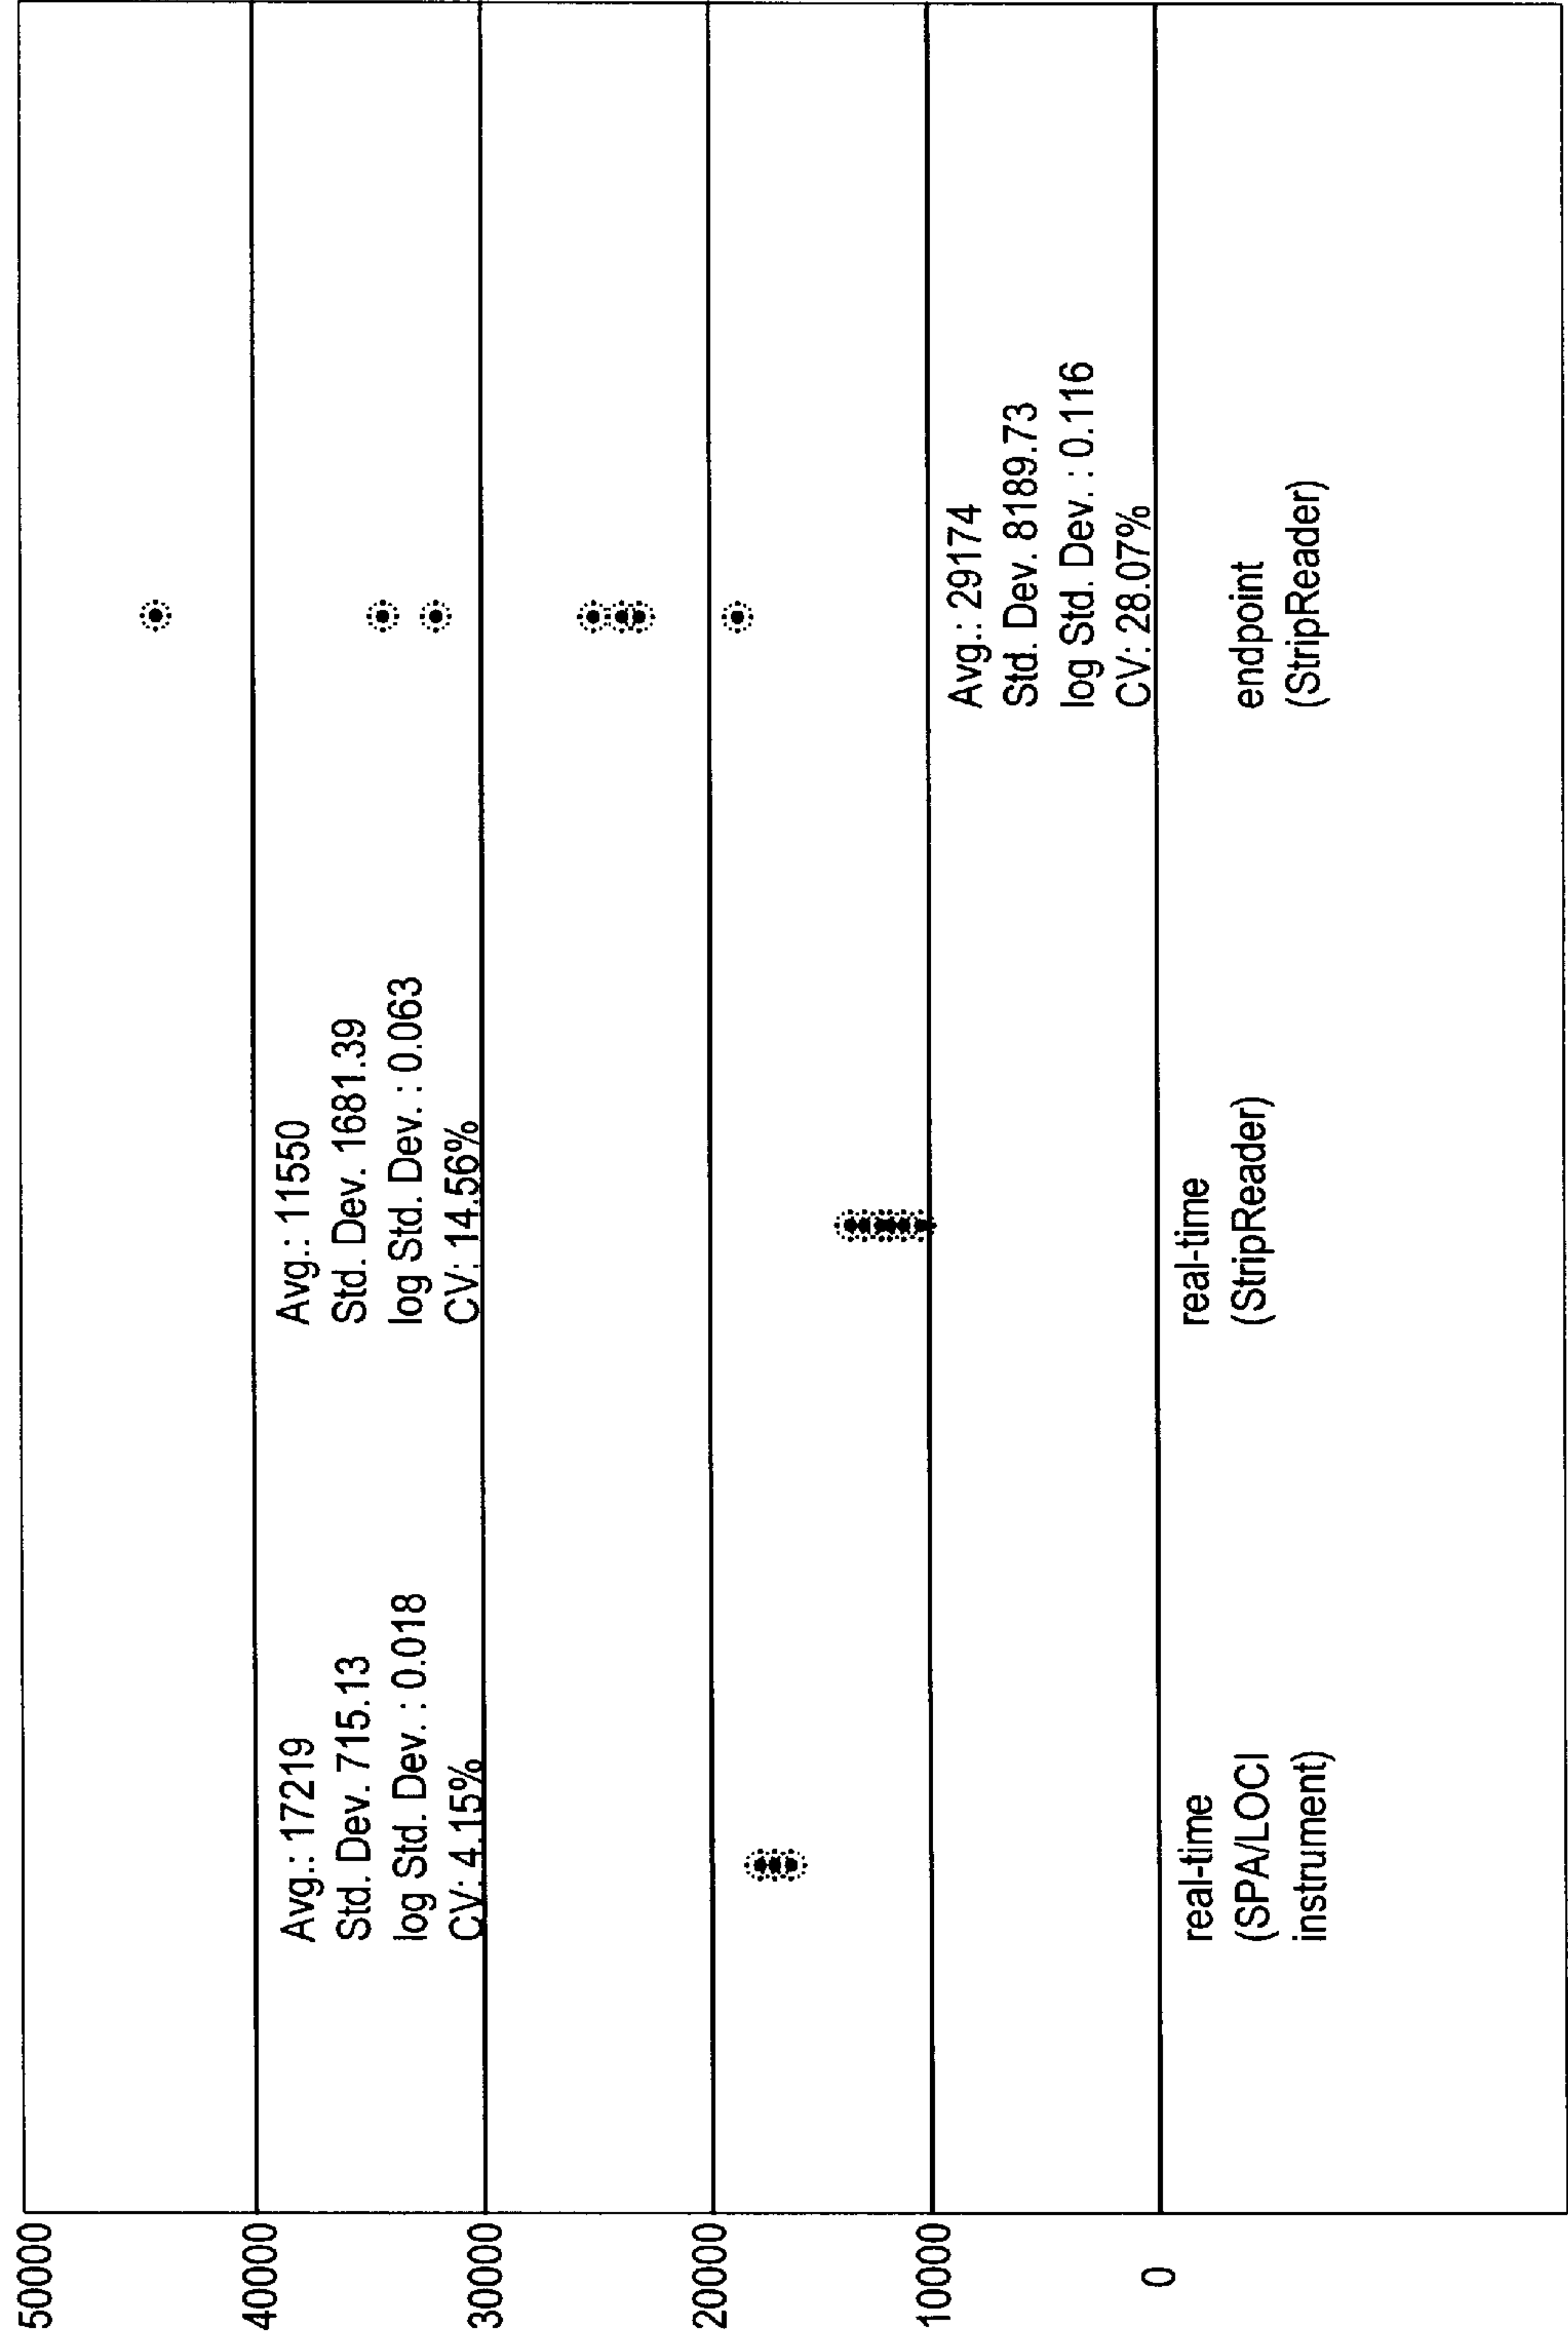 50000
40000
30000
20000
10000
0
Avg.: 17219
Std. Dev. 715.13
log Std. Dev. : 0.018
CV: 4.15%
Avg.: 11550
Std. Dev. 1681.39
log Std. Dev. : 0.063
CV: 14.56%
Avg.: 29174
Std. Dev. 8189.73
log Std. Dev. : 0.116
CV: 28.07%
real-time
(SPA/LOCI
instrument)
real-time
(StripReader)
endpoint
(StripReader)